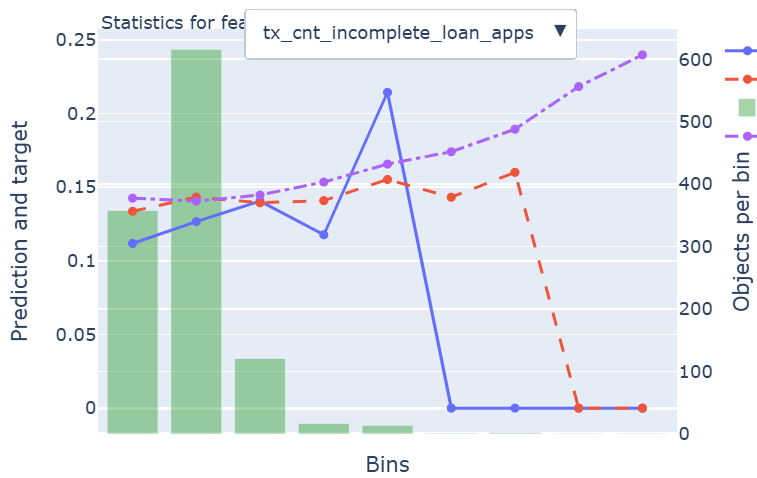 Statistics for fea
tx_cnt_incomplete_loan_apps ▼
0.25
0.2
0.15
0.1
0.05
0
Prediction and target
600
500
400
300
200
100
0
Objects per bin
Bins